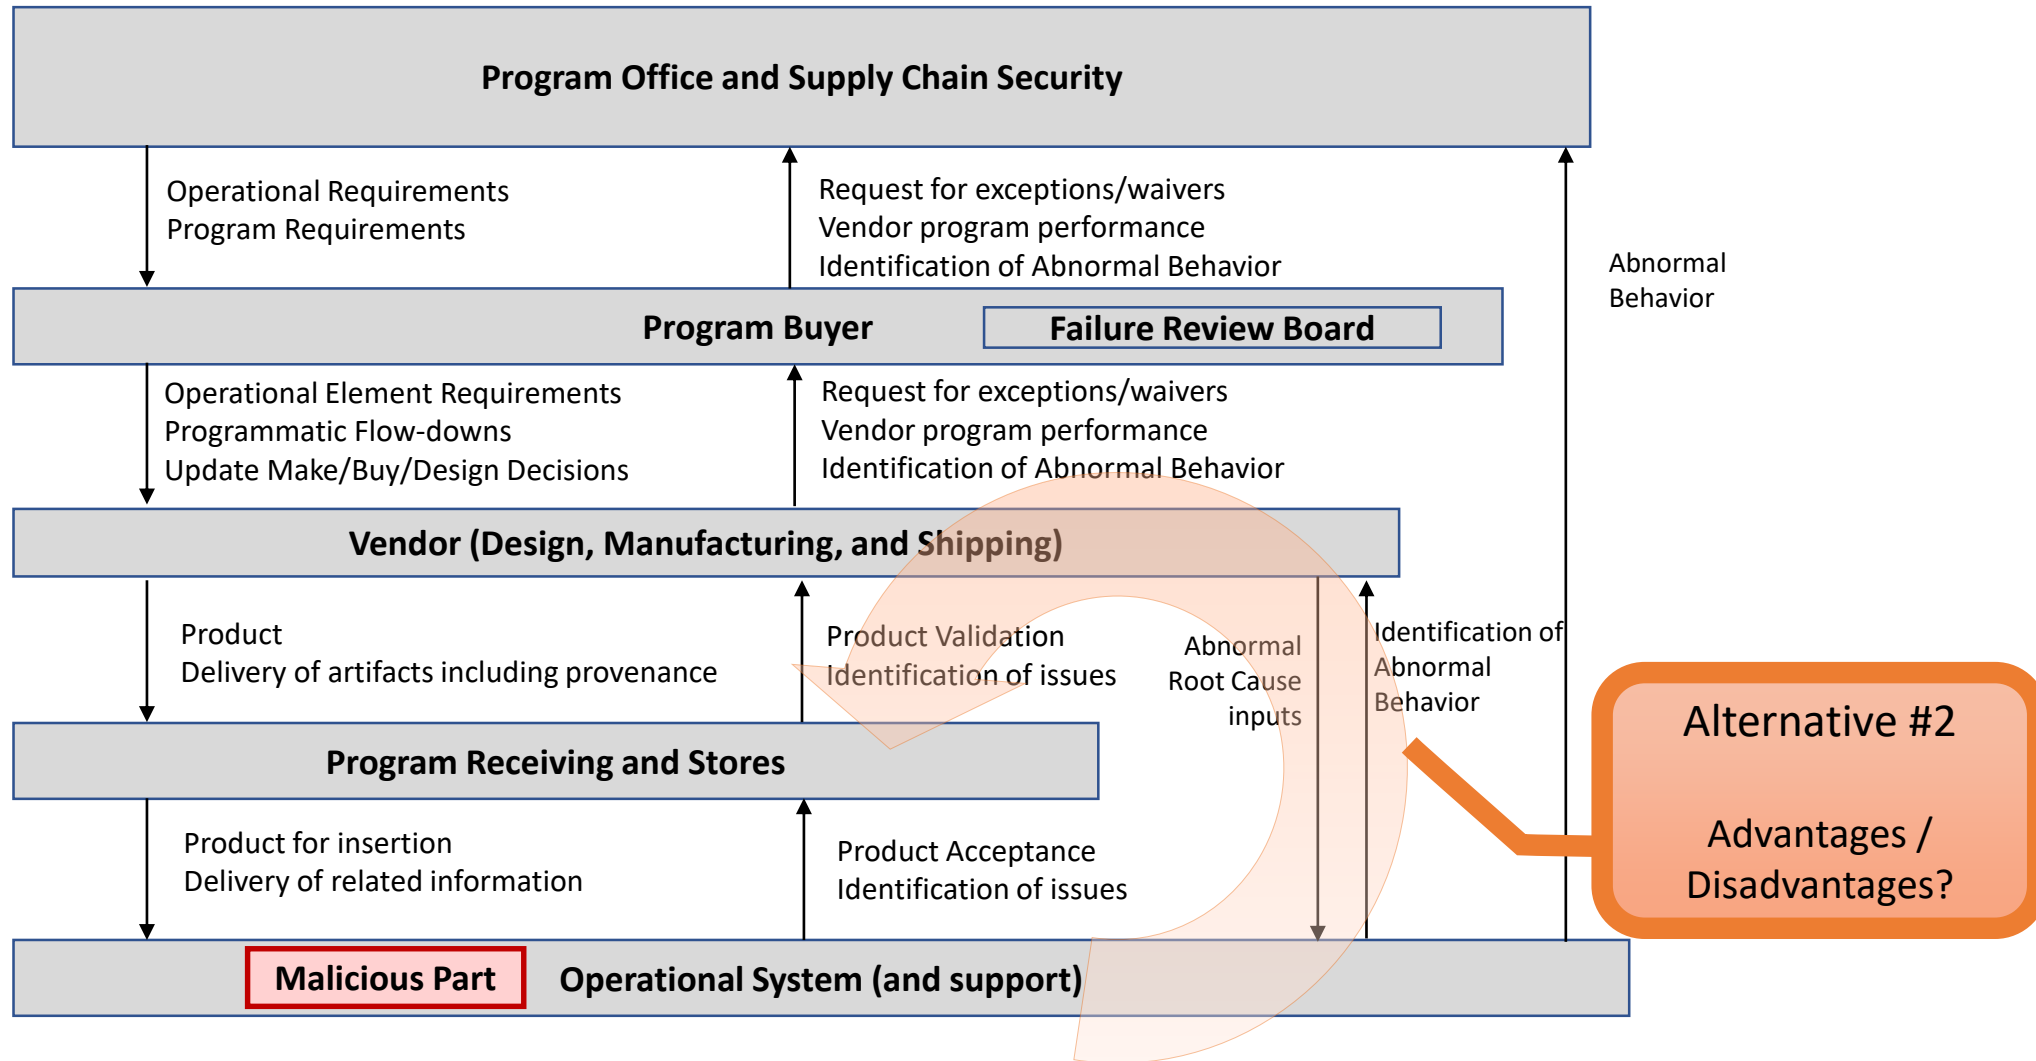 Program Office and Supply Chain Security
Operational Requirements
Program Requirements
Request for exceptions/waivers
Vendor program performance
Identification of Abnormal Behavior
Abnormal
Behavior
Program Buyer
Failure Review Board
Operational Element Requirements
Programmatic Flow-downs
Update Make/Buy/Design Decisions
Request for exceptions/waivers
Vendor program performance
Identification of Abnormal Behavior
Vendor (Design, Manufacturing, and Shipping)
Product
Delivery of artifacts including provenance
Product Validation
Identification of issues
Abnormal
Root Cause
inputs
Identification of
Abnormal
Behavior
Alternative #2
Advantages /
Disadvantages?
Program Receiving and Stores
Product for insertion
Delivery of related information
Product Acceptance
Identification of issues
Malicious Part
Operational System (and support)